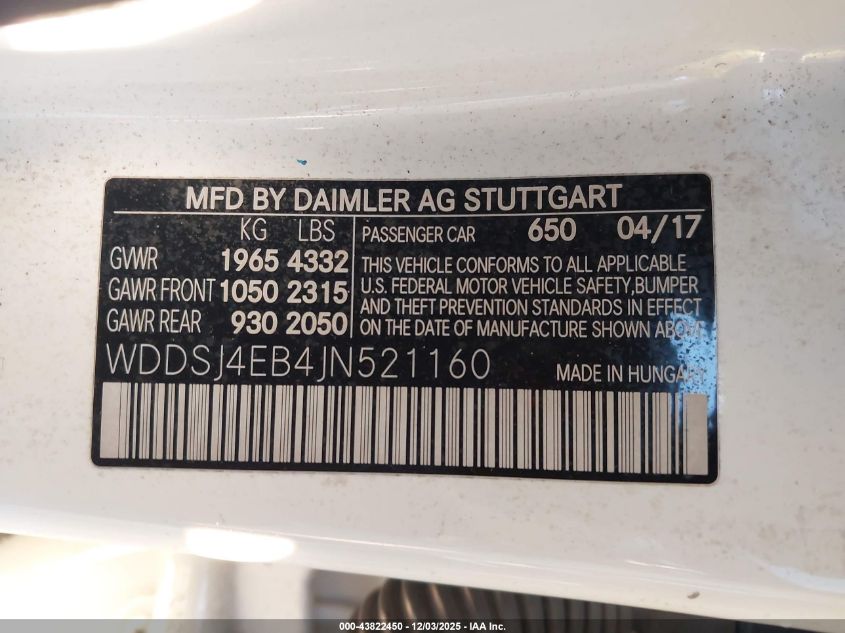 MFD BY DAIMLER AG STUTTGART
KG LBS
GVWR 1965 4332
GAWR FRONT 1050 2315
GAWR REAR 930 2050
PASSENGER CAR 650 04/17
THIS VEHICLE CONFORMS TO ALL APPLICABLE
U.S. FEDERAL MOTOR VEHICLE SAFETY,BUMPER
AND THEFT PREVENTION STANDARDS IN EFFECT
ON THE DATE OF MANUFACTURE SHOWN ABOVE
WDDSJ4EB4JN521160
MADE IN HUNGARY
000-43822450 - 12/03/2025 - IAA Inc.